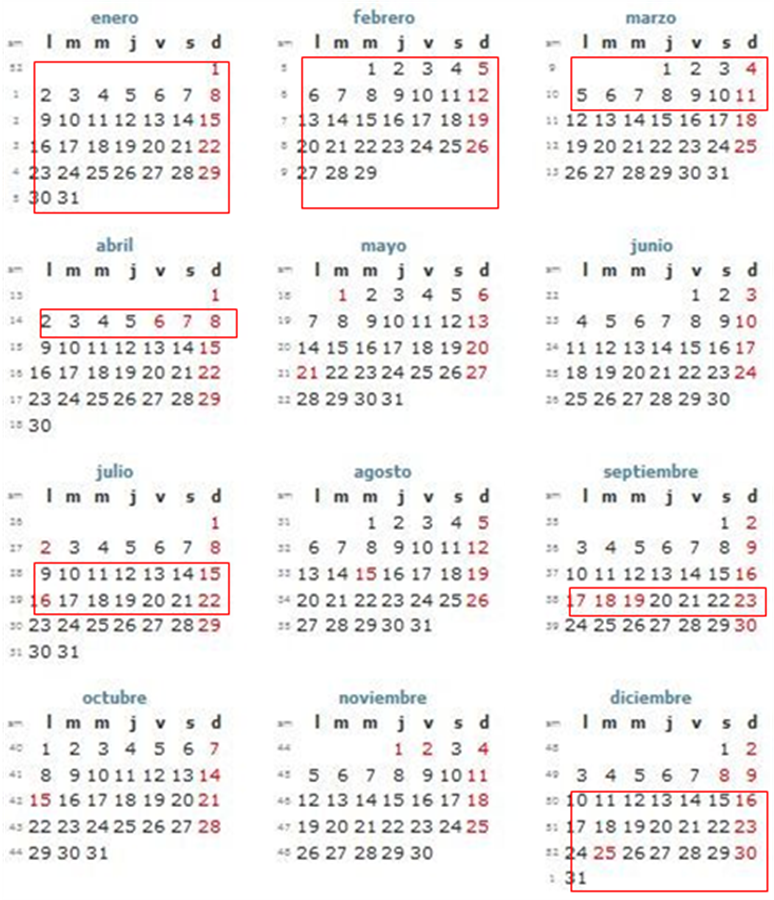 enero
sm l m m j v s d
52 1
1 2 3 4 5 6 7 8
2 9 10 11 12 13 14 15
3 16 17 18 19 20 21 22
4 23 24 25 26 27 28 29
5 30 31
febrero
sm l m m j v s d
5 1 2 3 4 5
6 6 7 8 9 10 11 12
7 13 14 15 16 17 18 19
8 20 21 22 23 24 25 26
9 27 28 29
marzo
sm l m m j v s d
9 1 2 3 4
10 5 6 7 8 9 10 11
11 12 13 14 15 16 17 18
12 19 20 21 22 23 24 25
13 26 27 28 29 30 31
abril
sm l m m j v s d
13 1
14 2 3 4 5 6 7 8
15 9 10 11 12 13 14 15
16 16 17 18 19 20 21 22
17 23 24 25 26 27 28 29
18 30
mayo
sm l m m j v s d
18 1 2 3 4 5 6
19 7 8 9 10 11 12 13
20 14 15 16 17 18 19 20
21 21 22 23 24 25 26 27
22 28 29 30 31
junio
sm l m m j v s d
22 1 2 3
23 4 5 6 7 8 9 10
24 11 12 13 14 15 16 17
25 18 19 20 21 22 23 24
26 25 26 27 28 29 30
julio
sm l m m j v s d
26 1
27 2 3 4 5 6 7 8
28 9 10 11 12 13 14 15
29 16 17 18 19 20 21 22
30 23 24 25 26 27 28 29
31 30 31
agosto
sm l m m j v s d
31 1 2 3 4 5
32 6 7 8 9 10 11 12
33 13 14 15 16 17 18 19
34 20 21 22 23 24 25 26
35 27 28 29 30 31
septiembre
sm l m m j v s d
35 1 2
36 3 4 5 6 7 8 9
37 10 11 12 13 14 15 16
38 17 18 19 20 21 22 23
39 24 25 26 27 28 29 30
octubre
sm l m m j v s d
40 1 2 3 4 5 6 7
41 8 9 10 11 12 13 14
42 15 16 17 18 19 20 21
43 22 23 24 25 26 27 28
44 29 30 31
noviembre
sm l m m j v s d
44 1 2 3 4
45 5 6 7 8 9 10 11
46 12 13 14 15 16 17 18
47 19 20 21 22 23 24 25
48 26 27 28 29 30
diciembre
sm l m m j v s d
48 1 2
49 3 4 5 6 7 8 9
50 10 11 12 13 14 15 16
51 17 18 19 20 21 22 23
52 24 25 26 27 28 29 30
1 31